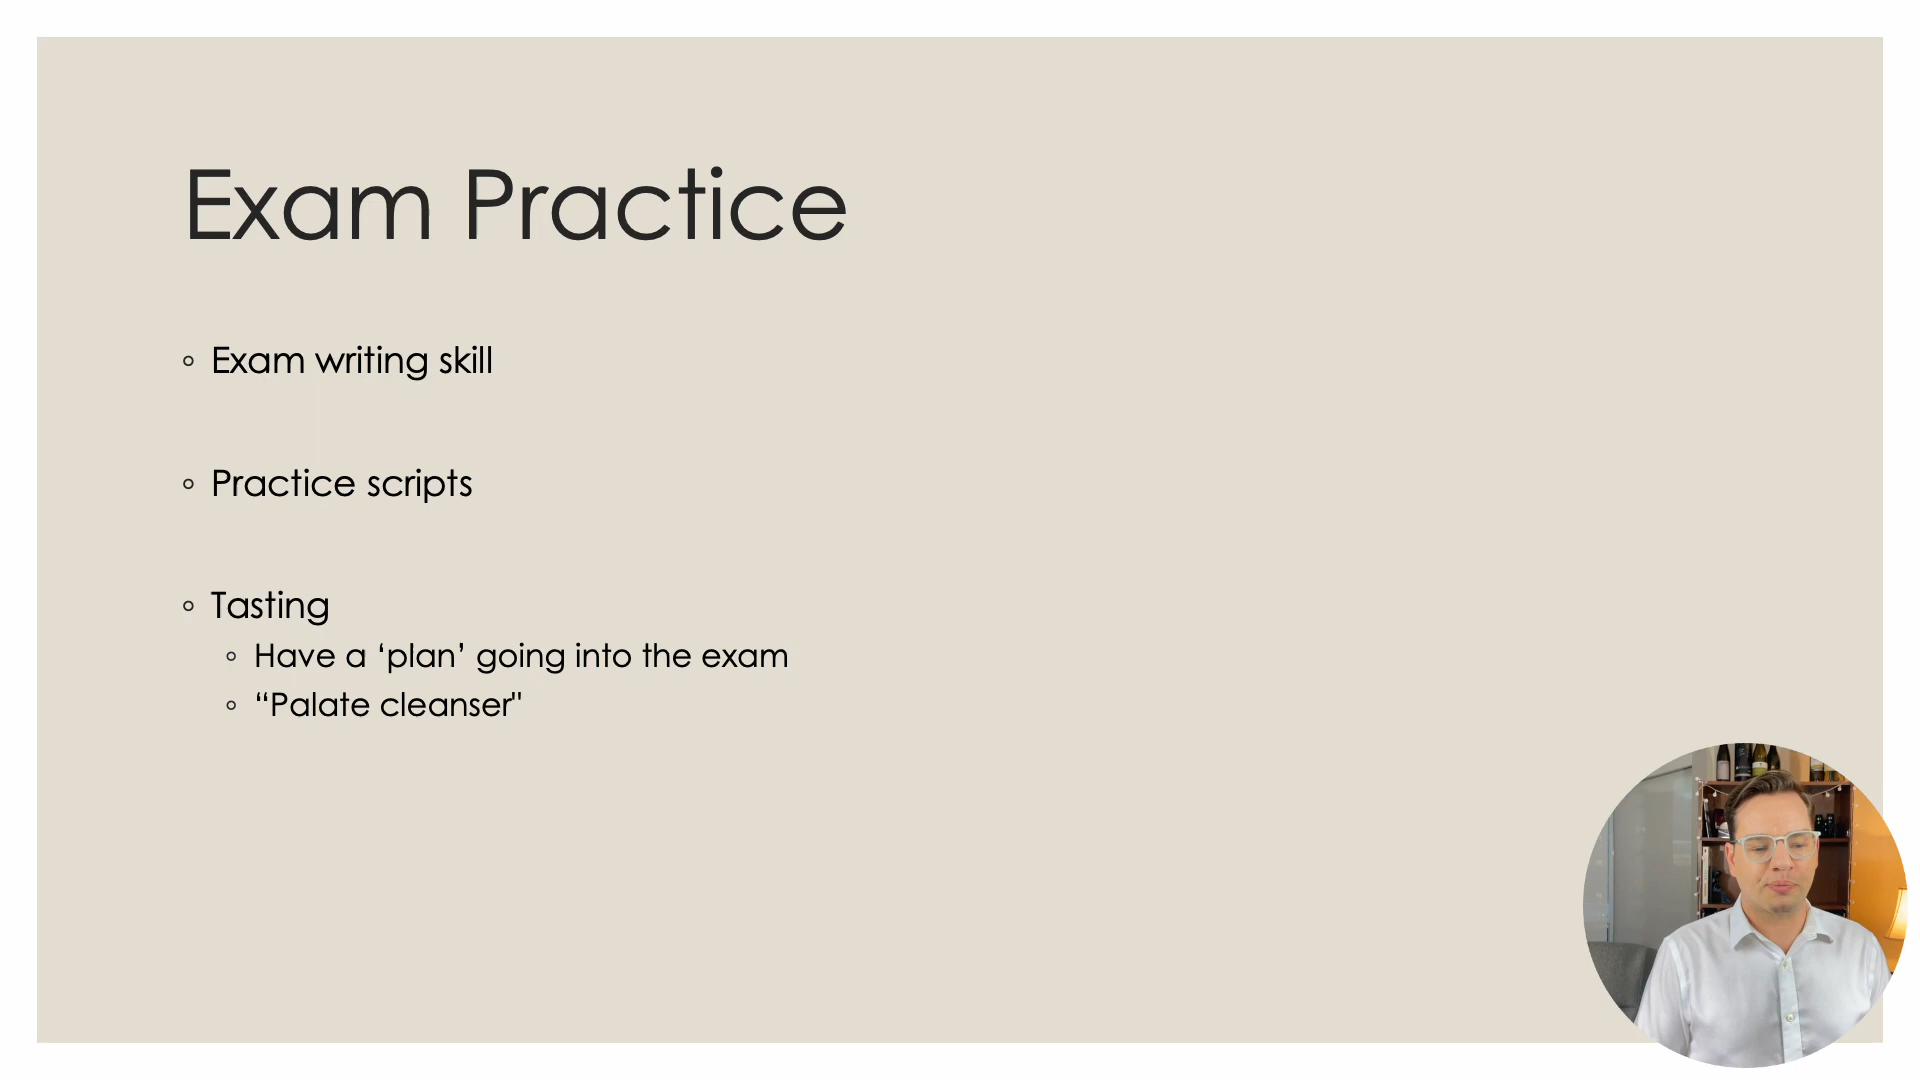 Exam Practice
◦ Exam writing skill
◦ Practice scripts
◦ Tasting
◦ Have a ‘plan’ going into the exam
◦ “Palate cleanser"